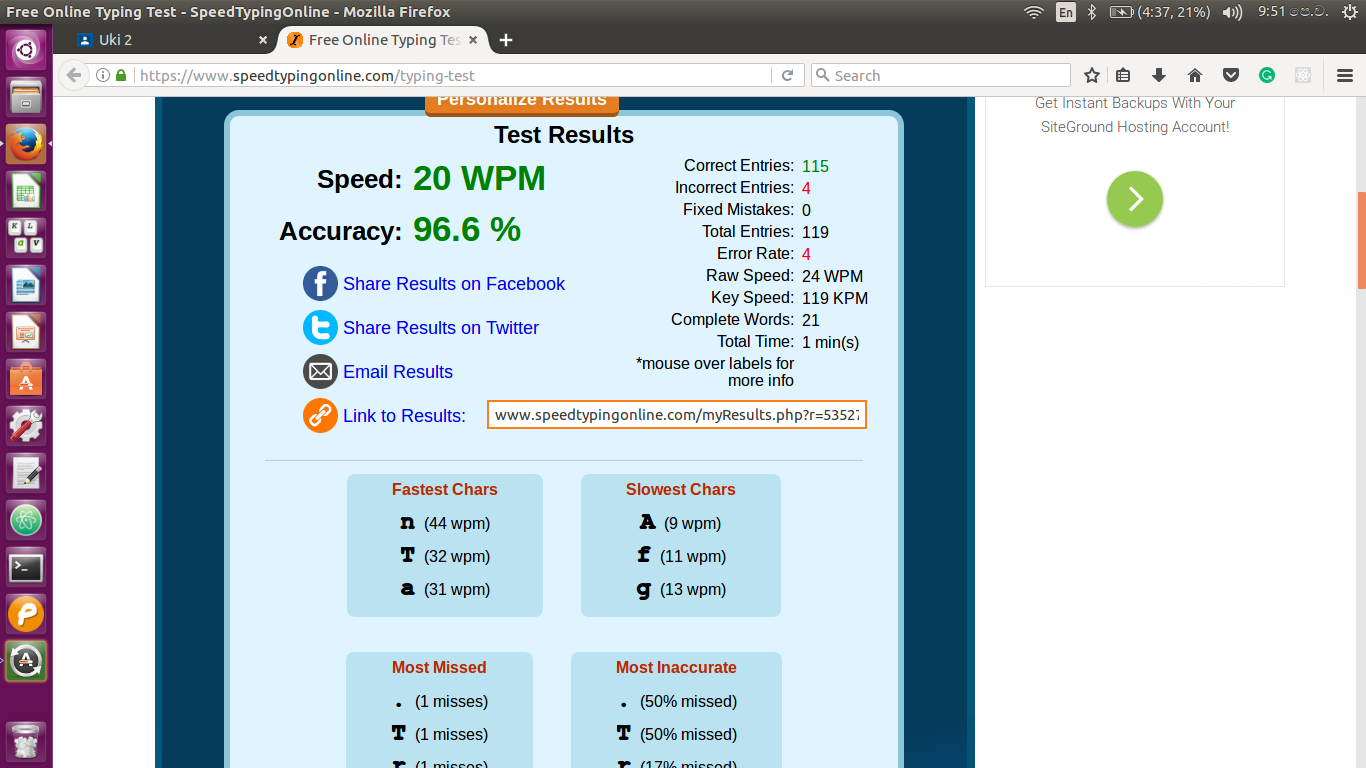 Free Online Typing Test - SpeedTypingOnline - Mozilla Firefox
En (4:37, 21%) 9:51 පෙ.ව.
Uki 2 × Free Online Typing Tes ×
https://www.speedtypingonline.com/typing-test
Search
Personalize Results
Test Results
Speed: 20 WPM
Accuracy: 96.6 %
Share Results on Facebook
Share Results on Twitter
Email Results
Link to Results: www.speedtypingonline.com/myResults.php?r=53527
Correct Entries: 115
Incorrect Entries: 4
Fixed Mistakes: 0
Total Entries: 119
Error Rate: 4
Raw Speed: 24 WPM
Key Speed: 119 KPM
Complete Words: 21
Total Time: 1 min(s)
*mouse over labels for
more info
Fastest Chars
n (44 wpm)
T (32 wpm)
a (31 wpm)
Slowest Chars
A (9 wpm)
f (11 wpm)
g (13 wpm)
Most Missed
. (1 misses)
T (1 misses)
r (1 misses)
Most Inaccurate
. (50% missed)
T (50% missed)
r (17% missed)
Get Instant Backups With Your
SiteGround Hosting Account!